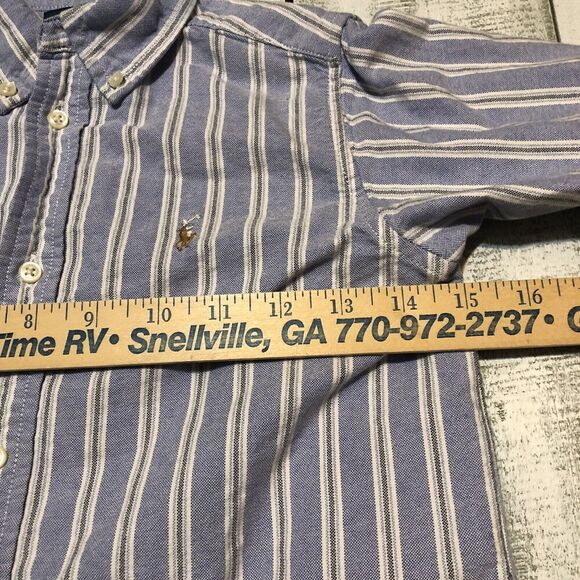 8 9 10 11 12 13 14 15 16
Time RV • Snellville, GA 770-972-2737 •